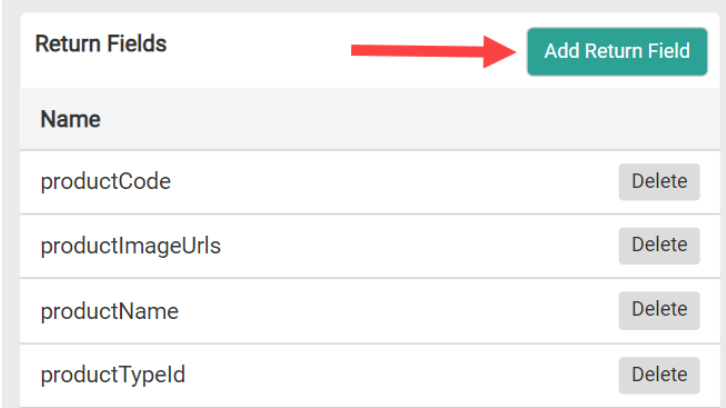 Return Fields
Add Return Field
Name
productCode
Delete
productImageUrls
Delete
productName
Delete
productTypeId
Delete